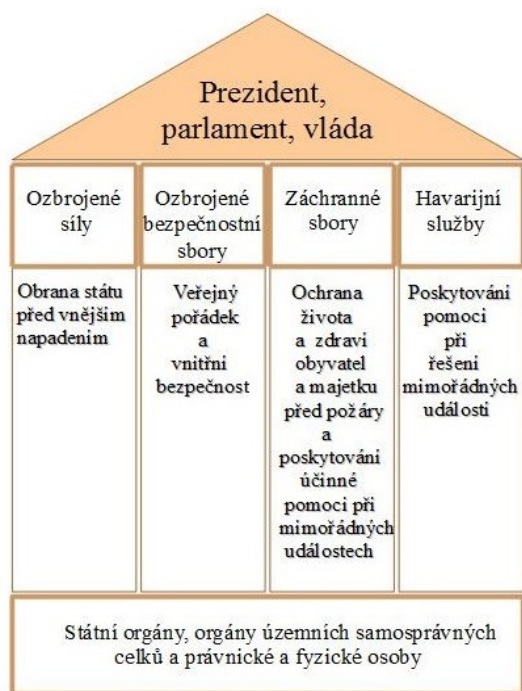 Prezident,
parlament, vláda
Ozbrojené
síly
Ozbrojené
bezpečnostní
sbory
Záchranné
sbory
Havarijní
služby
Obrana státu
před vnějším
napadením
Veřejný
pořádek
a
vnitřní
bezpečnost
Ochrana
života
a zdraví
obyvatel
a majetku
před požáry
a
poskytování
účinné
pomoci při
mimořádných
událostech
Poskytování
pomoci
při
řešení
mimořádných
událostí
Státní orgány, orgány územních samosprávných
celků a právnické a fyzické osoby